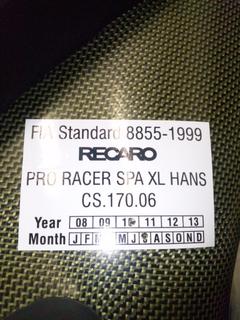 FIA Standard 8855-1999
RECARO
PRO RACER SPA XL HANS
CS.170.06
Year 08 09 11 12 13
Month J F M J S O N D